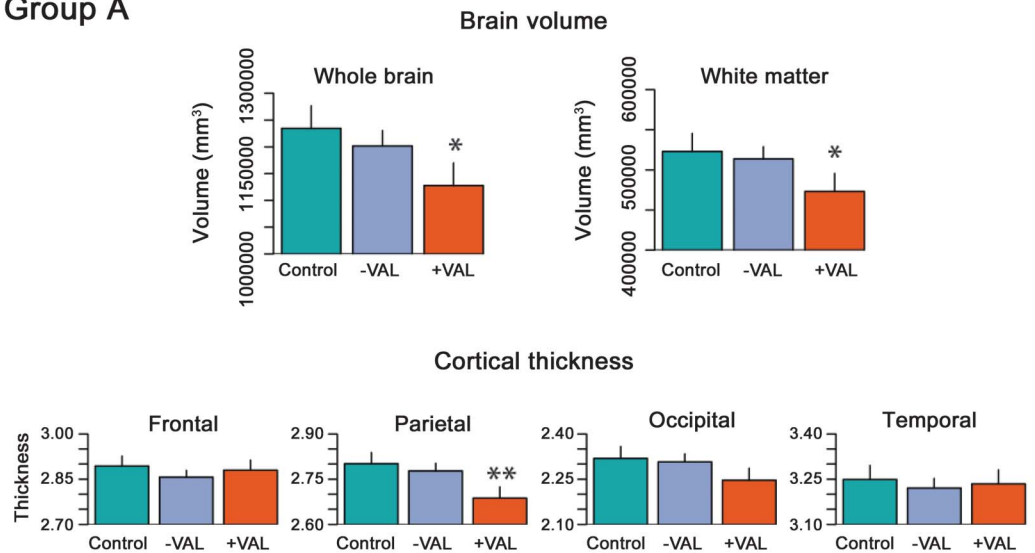 Group A
Brain volume
Whole brain
Volume (mm³)
1300000
1150000
1000000
*
Control -VAL +VAL
White matter
Volume (mm³)
600000
500000
400000
*
Control -VAL +VAL
Cortical thickness
Frontal
Thickness
3.00
2.85
2.70
Control -VAL +VAL
Parietal
2.90
2.75
2.60
**
Control -VAL +VAL
Occipital
2.40
2.25
2.10
Control -VAL +VAL
Temporal
3.40
3.25
3.10
Control -VAL +VAL